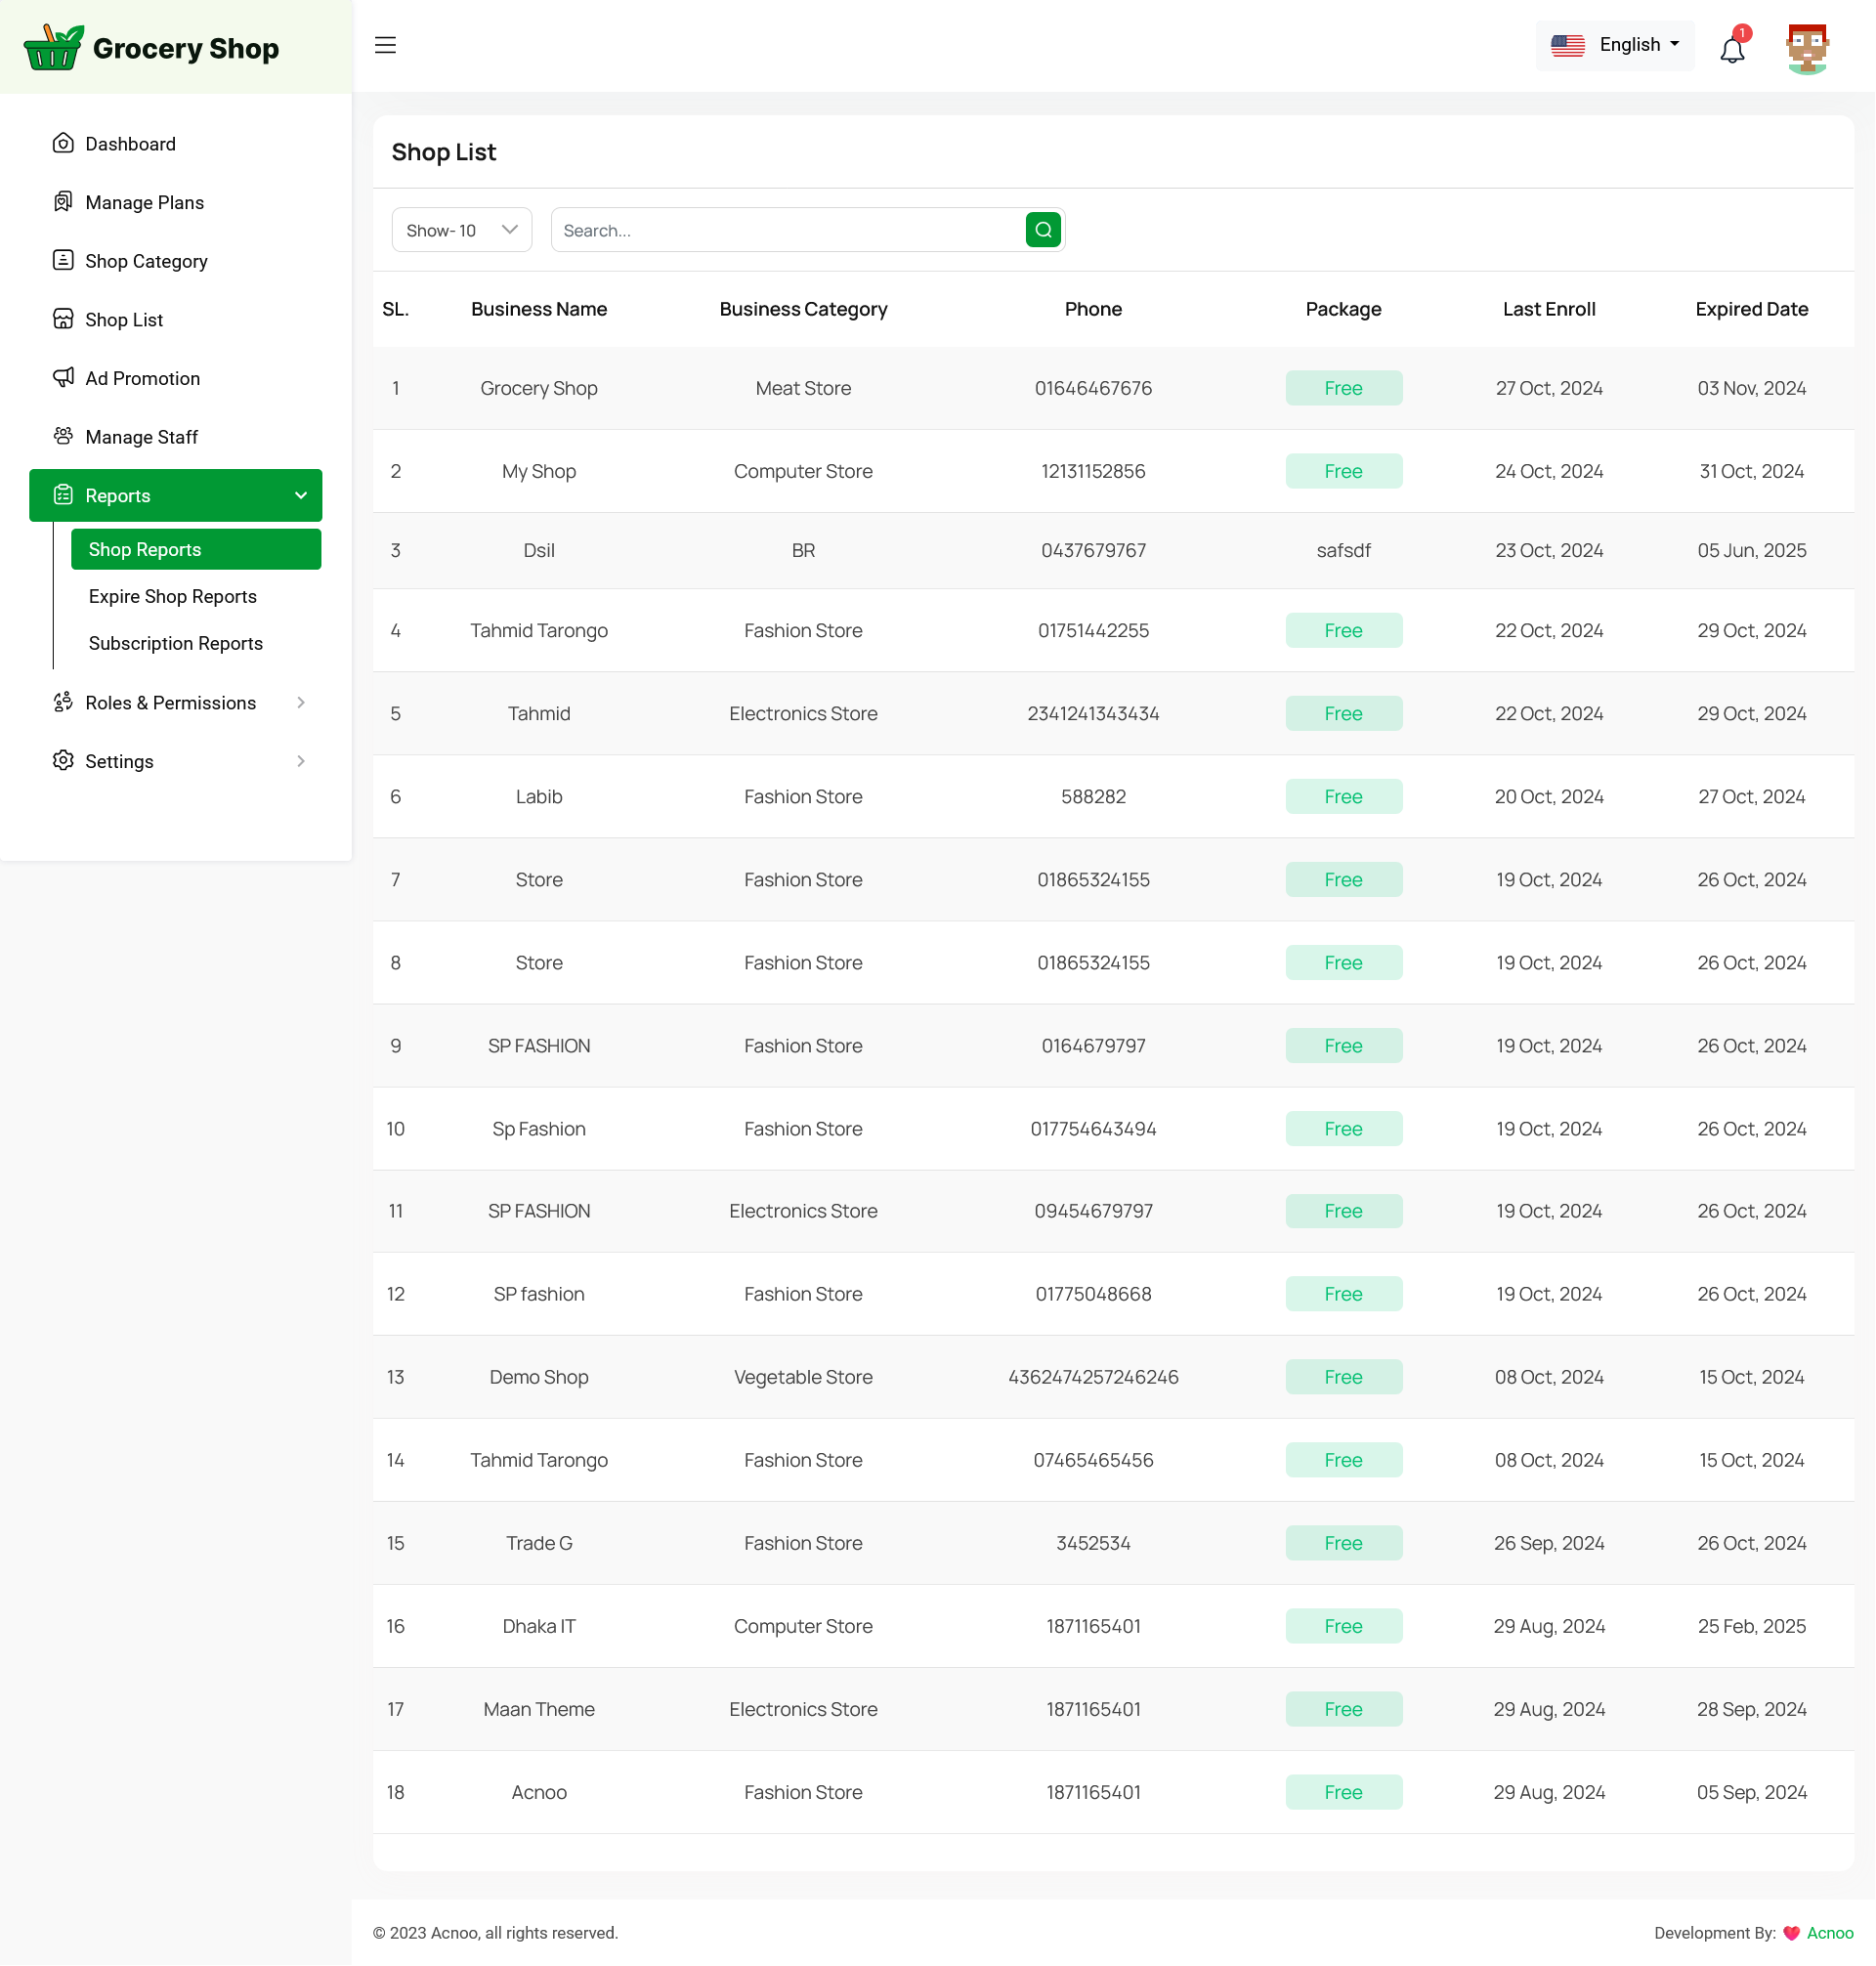 Grocery Shop
English
1
Dashboard
Manage Plans
Shop Category
Shop List
Ad Promotion
Manage Staff
Reports
Shop Reports
Expire Shop Reports
Subscription Reports
Roles & Permissions
Settings
Shop List
Show- 10
Search...
SL. Business Name Business Category Phone Package Last Enroll Expired Date
1 Grocery Shop Meat Store 01646467676 Free 27 Oct, 2024 03 Nov, 2024
2 My Shop Computer Store 12131152856 Free 24 Oct, 2024 31 Oct, 2024
3 Dsil BR 0437679767 safsdf 23 Oct, 2024 05 Jun, 2025
4 Tahmid Tarongo Fashion Store 01751442255 Free 22 Oct, 2024 29 Oct, 2024
5 Tahmid Electronics Store 2341241343434 Free 22 Oct, 2024 29 Oct, 2024
6 Labib Fashion Store 588282 Free 20 Oct, 2024 27 Oct, 2024
7 Store Fashion Store 01865324155 Free 19 Oct, 2024 26 Oct, 2024
8 Store Fashion Store 01865324155 Free 19 Oct, 2024 26 Oct, 2024
9 SP FASHION Fashion Store 0164679797 Free 19 Oct, 2024 26 Oct, 2024
10 Sp Fashion Fashion Store 017754643494 Free 19 Oct, 2024 26 Oct, 2024
11 SP FASHION Electronics Store 09454679797 Free 19 Oct, 2024 26 Oct, 2024
12 SP fashion Fashion Store 01775048668 Free 19 Oct, 2024 26 Oct, 2024
13 Demo Shop Vegetable Store 4362474257246246 Free 08 Oct, 2024 15 Oct, 2024
14 Tahmid Tarongo Fashion Store 07465465456 Free 08 Oct, 2024 15 Oct, 2024
15 Trade G Fashion Store 3452534 Free 26 Sep, 2024 26 Oct, 2024
16 Dhaka IT Computer Store 1871165401 Free 29 Aug, 2024 25 Feb, 2025
17 Maan Theme Electronics Store 1871165401 Free 29 Aug, 2024 28 Sep, 2024
18 Acnoo Fashion Store 1871165401 Free 29 Aug, 2024 05 Sep, 2024
© 2023 Acnoo, all rights reserved.
Development By: Acnoo